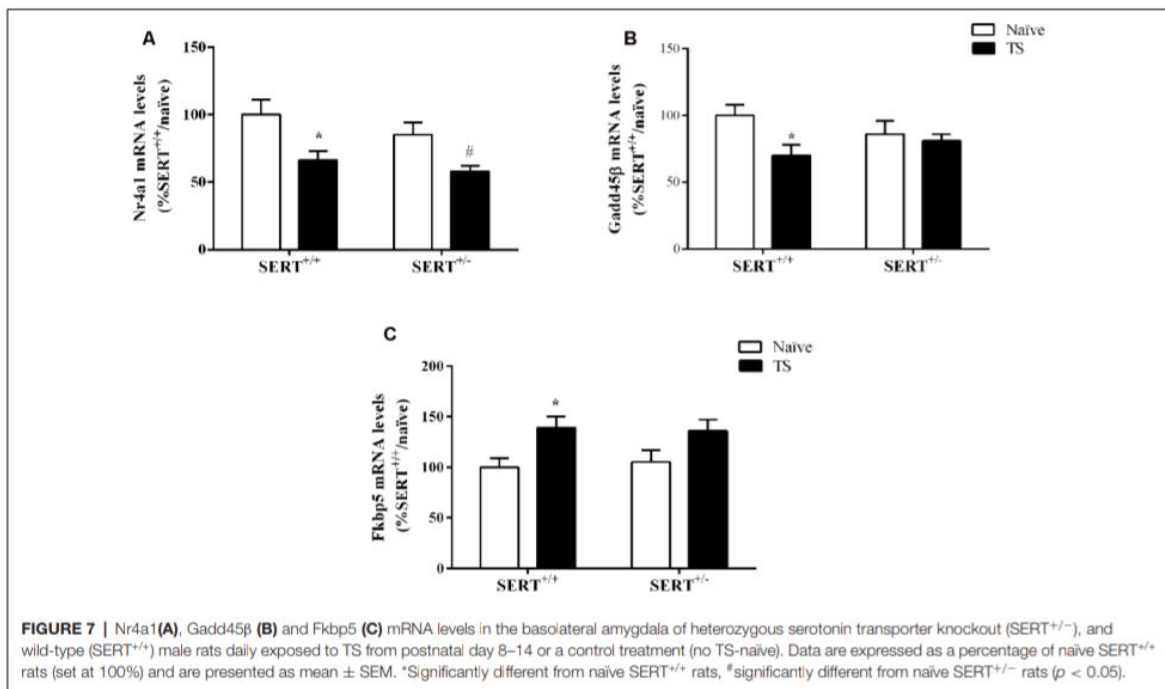 A
Nr4a1 mRNA levels
(%SERT+/+/naïve)
150
100
50
0
*
#
SERT+/+
SERT+/-
B
Naïve
TS
Gadd45β mRNA levels
(%SERT+/+/naïve)
150
100
50
0
*
SERT+/+
SERT+/-
C
Naïve
TS
Fkbp5 mRNA levels
(%SERT+/+/naïve)
200
150
100
50
0
*
SERT+/+
SERT+/-
FIGURE 7 | Nr4a1(A), Gadd45β (B) and Fkbp5 (C) mRNA levels in the basolateral amygdala of heterozygous serotonin transporter knockout (SERT+/−), and
wild-type (SERT+/+) male rats daily exposed to TS from postnatal day 8–14 or a control treatment (no TS-naïve). Data are expressed as a percentage of naïve SERT+/+
rats (set at 100%) and are presented as mean ± SEM. *Significantly different from naïve SERT+/+ rats, #significantly different from naïve SERT+/− rats (p < 0.05).